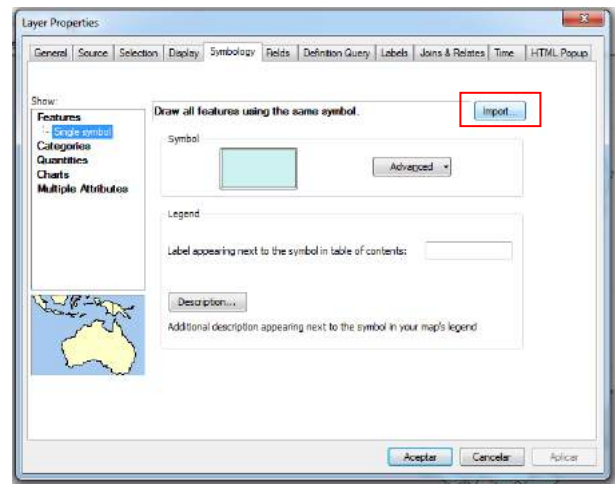 Layer Properties
General Source Selection Display Symbology Fields Definition Query Labels Joins & Relates Time HTML Popup
Show:
Features
Single symbol
Categories
Quantities
Charts
Multiple Attributes
Draw all features using the same symbol.
Import...
Symbol
Advanced
Legend
Label appearing next to the symbol in table of contents:
Description...
Additional description appearing next to the symbol in your map's legend
Aceptar Cancelar Aplicar